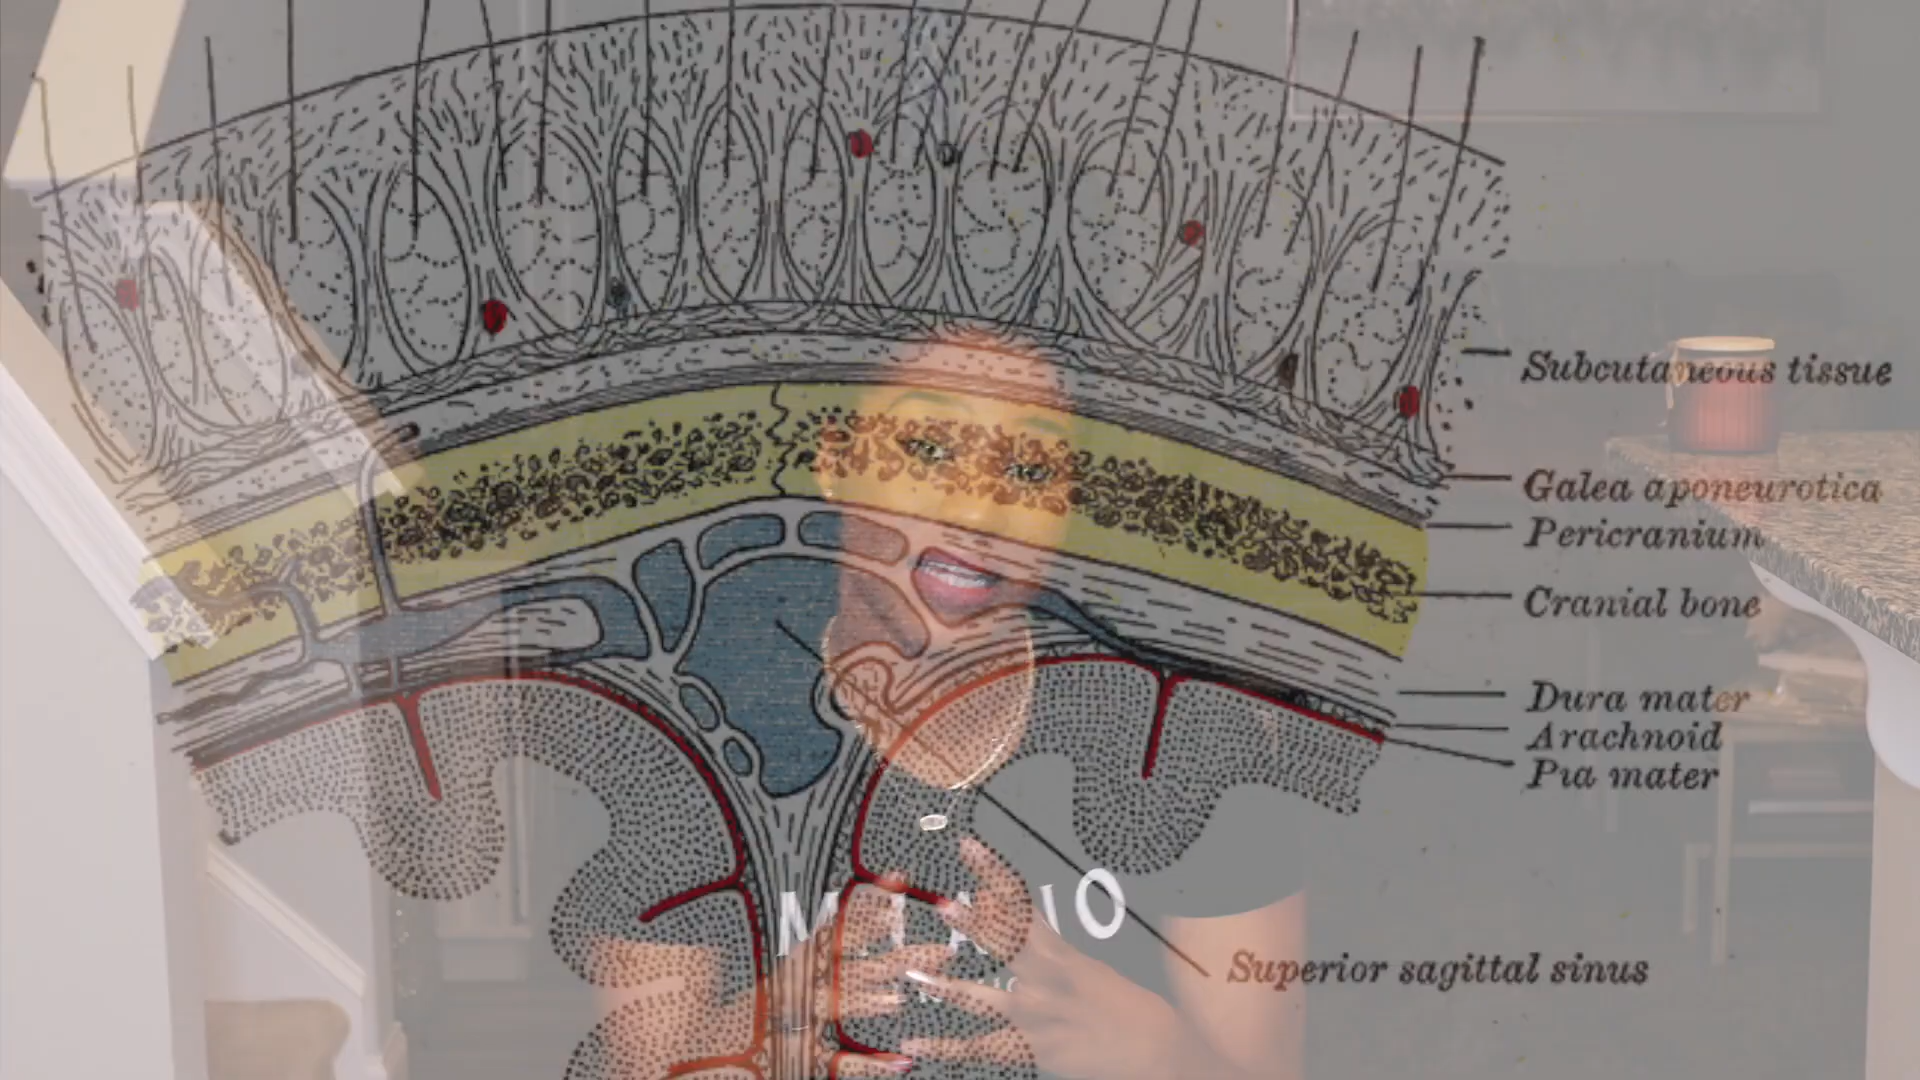 Subcutaneous tissue
Galea aponeurotica
Pericranium
Cranial bone
Dura mater
Arachnoid
Pia mater
Superior sagittal sinus